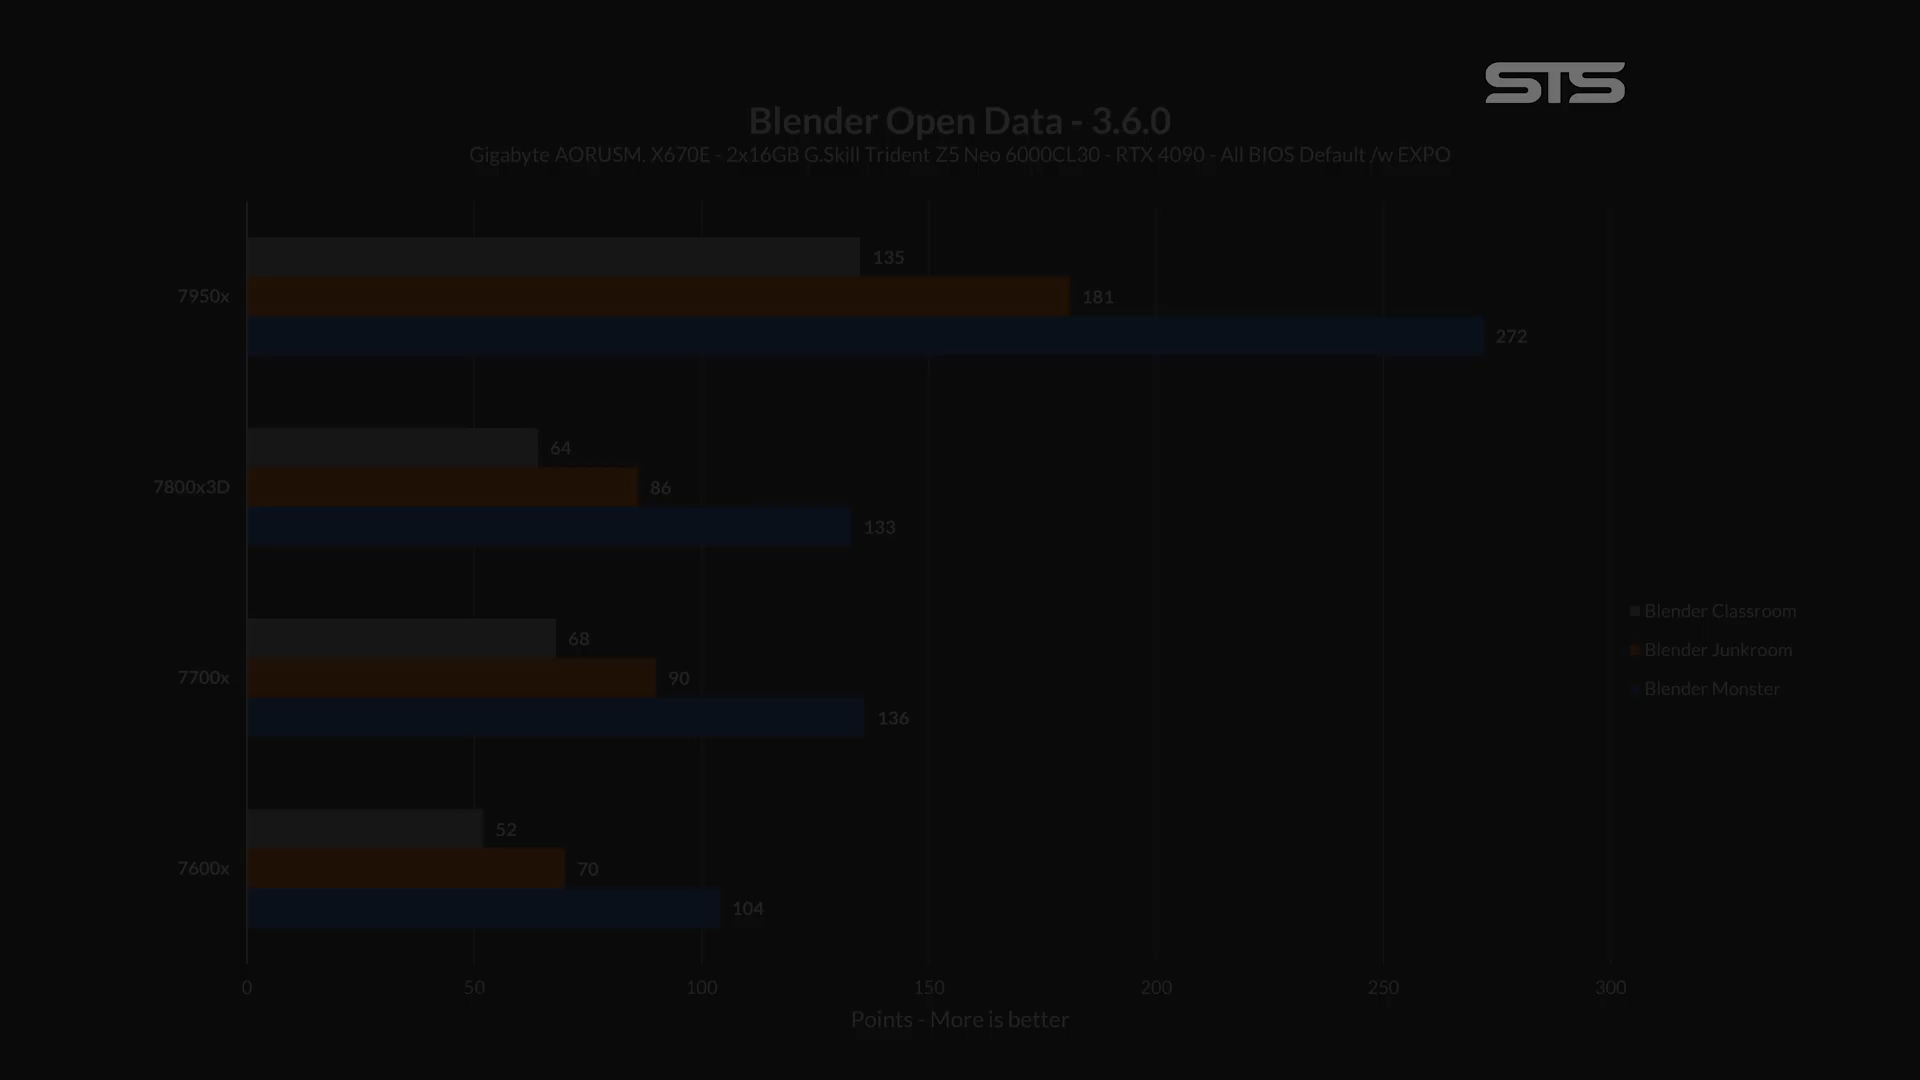 STS
Blender Open Data - 3.6.0
Gigabyte AORUSM. X670E - 2x16GB G.Skill Trident Z5 Neo 6000CL30 - RTX 4090 - All BIOS Default /w EXPO
135
7950x
181
272
64
7800x3D
86
133
68
7700x
90
136
52
7600x
70
104
Blender Classroom
Blender Junkroom
Blender Monster
0 50 100 150 200 250 300
Points - More is better